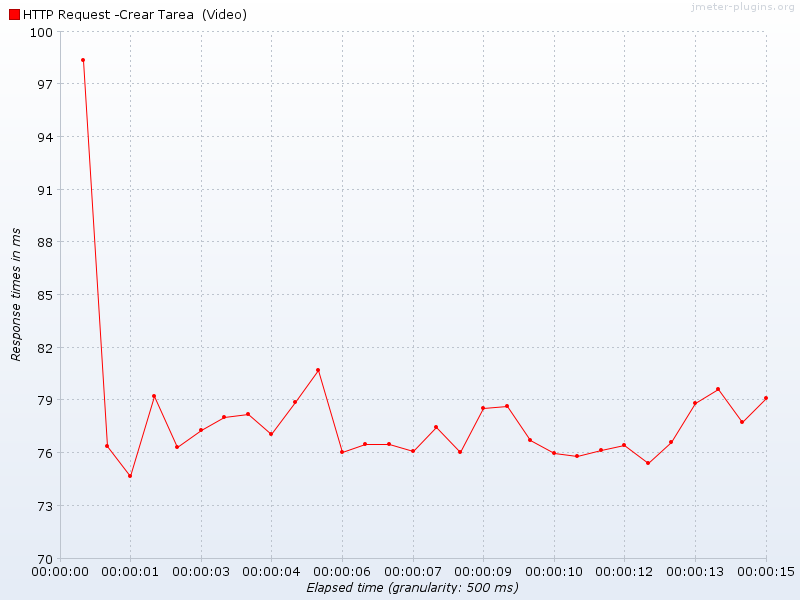 jmeter-plugins.org
HTTP Request -Crear Tarea  (Video)
100
97
94
91
88
85
82
79
76
73
70
Response times in ms
00:00:00 00:00:01 00:00:03 00:00:04 00:00:06 00:00:07 00:00:09 00:00:10 00:00:12 00:00:13 00:00:15
Elapsed time (granularity: 500 ms)